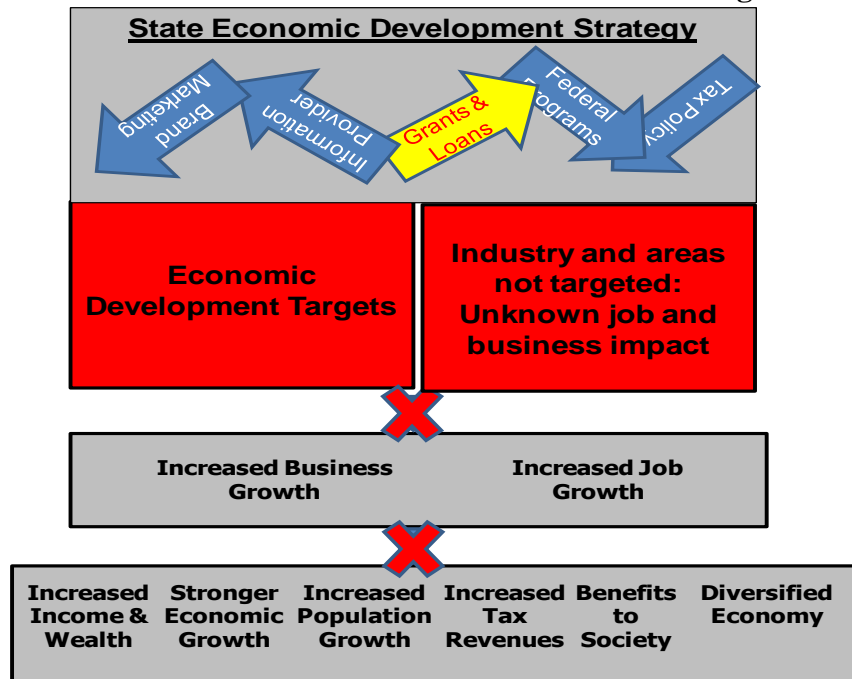 State Economic Development Strategy
Brand
Marketing
Information
Provider
Grants &
Loans
Federal
Programs
Tax Policy
Economic
Development Targets
Industry and areas
not targeted:
Unknown job and
business impact
Increased Business
Growth
Increased Job
Growth
Increased
Income &
Wealth
Stronger
Economic
Growth
Increased
Population
Growth
Increased
Tax
Revenues
Benefits
to
Society
Diversified
Economy